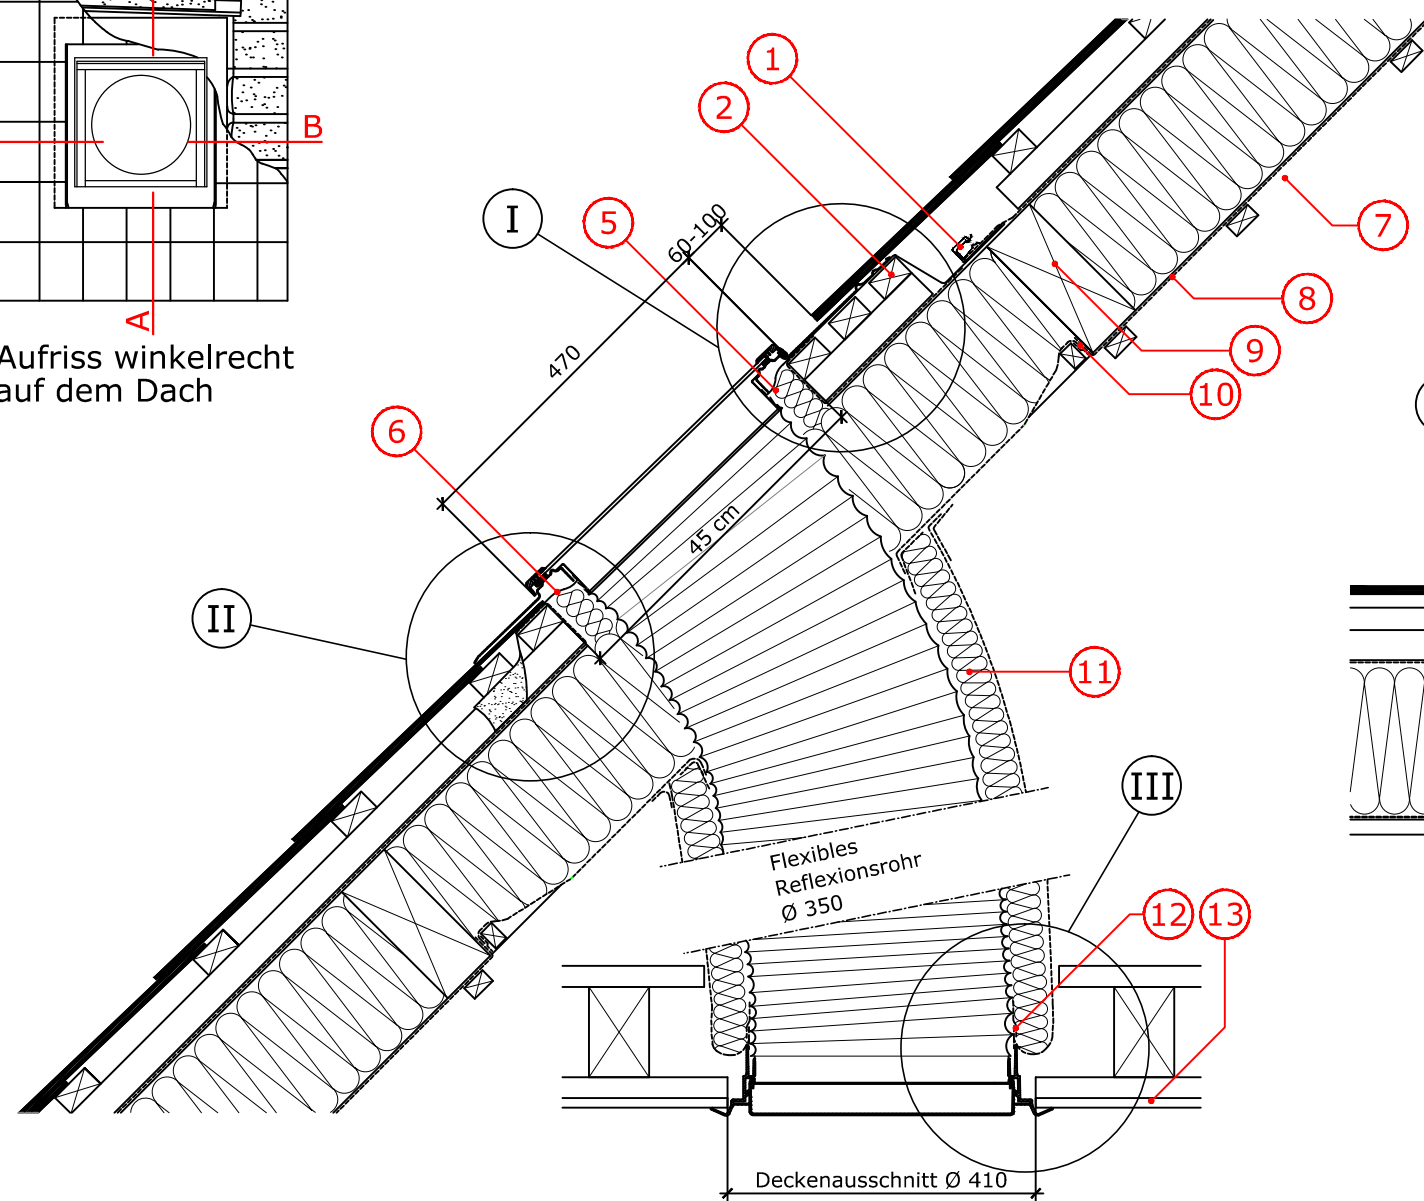 B
A
Aufriss winkelrecht
auf dem Dach
1
2
I
5
60-100
7
8
470
9
10
6
45 cm
II
11
III
Flexibles
Reflexionsrohr
Ø 350
12
13
Deckenausschnitt Ø 410